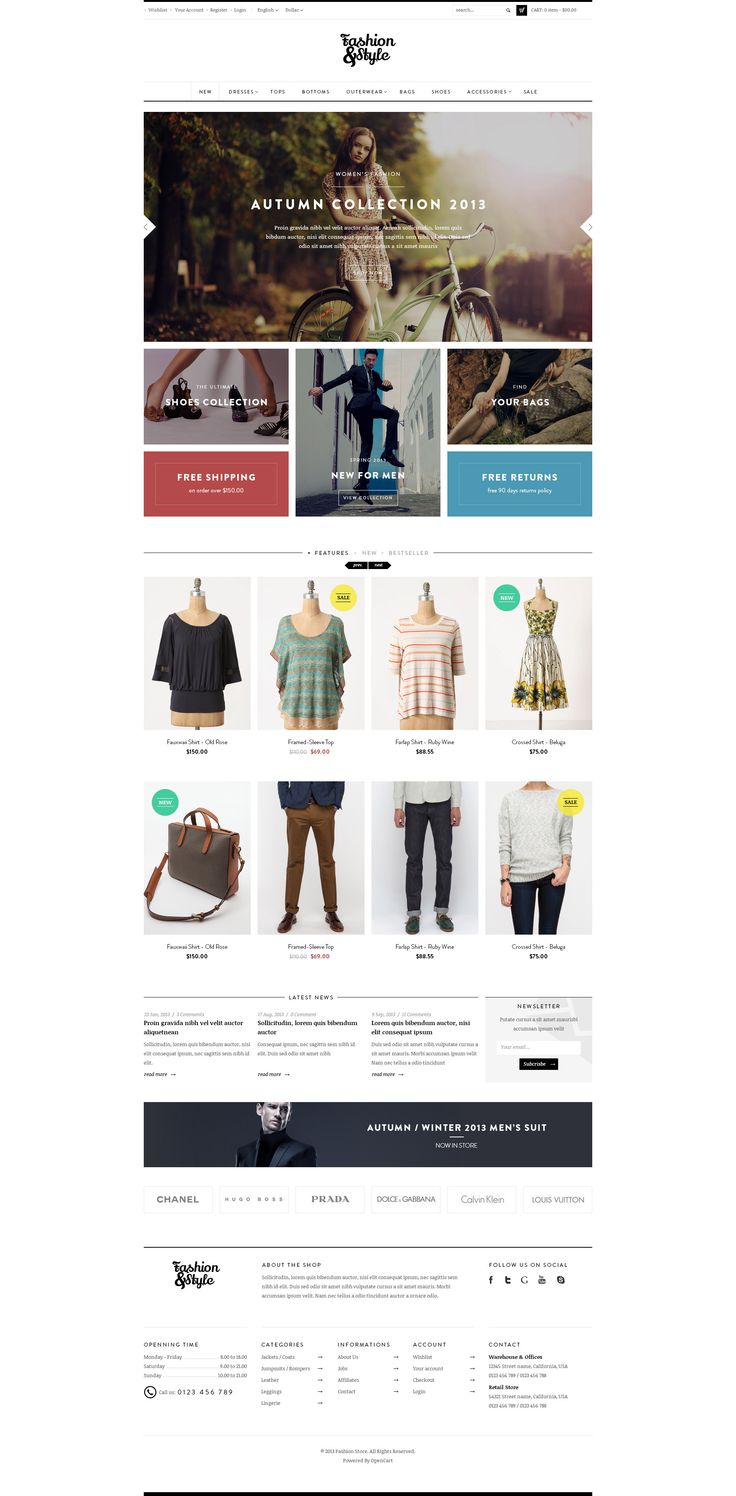 Wishlist Your Account Register Login English Dollar search... CART: 0 item - $00.00
Fashion
& Style
NEW DRESSES TOPS BOTTOMS OUTERWEAR BAGS SHOES ACCESSORIES SALE
WOMEN'S FASHION
AUTUMN COLLECTION 2013
Proin gravida nibh vel velit auctor aliquet. Aenean sollicitudin, lorem quis
bibdum auctor, nisi elit consequat ipsum, nec sagittis sem nibh id elit. Duis sed
odio sit amet nibh vulputate cursus a sit amet mauris
SHOP NOW
THE ULTIMATE
SHOES COLLECTION
FREE SHIPPING
on order over $150.00
SPRING 2013
NEW FOR MEN
VIEW COLLECTION
FIND
YOUR BAGS
FREE RETURNS
free 90 days returns policy
• FEATURES • NEW • BESTSELLER
prev next
SALE
NEW
Fauxwaii Shirt - Old Rose
$150.00
Framed-Sleeve Top
$110.00 $69.00
Farlap Shirt - Ruby Wine
$88.55
Crossed Shirt - Beluga
$75.00
NEW
SALE
Fauxwaii Shirt - Old Rose
$150.00
Framed-Sleeve Top
$110.00 $69.00
Farlap Shirt - Ruby Wine
$88.55
Crossed Shirt - Beluga
$75.00
LATEST NEWS
22 Jan, 2013 / 3 Comments
Proin gravida nibh vel velit auctor
aliquetnean
Sollicitudin, lorem quis bibendum auctor, nisi
elit consequat ipsum, nec sagittis sem nibh id
elit.
read more →
17 Aug, 2013 / 0 Comment
Sollicitudin, lorem quis bibendum
auctor
Consequat ipsum, nec sagittis sem nibh id
elit. Duis sed odio sit amet nibh
read more →
9 Sep, 2013 / 11 Comments
Lorem quis bibendum auctor, nisi
elit consequat ipsum
Duis sed odio sit amet nibh vulputate cursus a
sit amet mauris. Morbi accumsan ipsum velit
Nam nec tellus a odio tincidunt
read more →
NEWSLETTER
Putate cursus a sit amet mauribi
accumsan ipsum velit
Your email...
Subcribe →
AUTUMN / WINTER 2013 MEN'S SUIT
NOW IN STORE
CHANEL
HUGO BOSS
PRADA
DOLCE & GABBANA
Calvin Klein
LOUIS VUITTON
Fashion
& Style
ABOUT THE SHOP
Sollicitudin, lorem quis bibendum auctor, nisi elit consequat ipsum, nec sagittis sem
nibh id elit. Duis sed odio sit amet nibh vulputate cursus a sit amet mauris. Morbi
accumsan ipsum velit. Nam nec tellus a odio tincidunt auctor a ornare odio.
FOLLOW US ON SOCIAL
OPENNING TIME
Monday - Friday 8.00 to 18.00
Saturday 9.00 to 21.00
Sunday 10.00 to 21.00
Call us: 0123 456 789
CATEGORIES
Jackets / Coats →
Jumpsuits / Rompers →
Leather →
Leggings →
Lingerie →
INFORMATIONS
About Us →
Jobs →
Affiliates →
Contact →
ACCOUNT
Wishlist →
Your account →
Checkout →
Login →
CONTACT
Warehouse & Offices
12345 Street name, California, USA
0123 456 789 / 0123 456 788
Retail Store
54321 Street name, California, USA
0123 456 789 / 0123 456 788
© 2013 Fashion Store. All Rights Reserved.
Powered By OpenCart